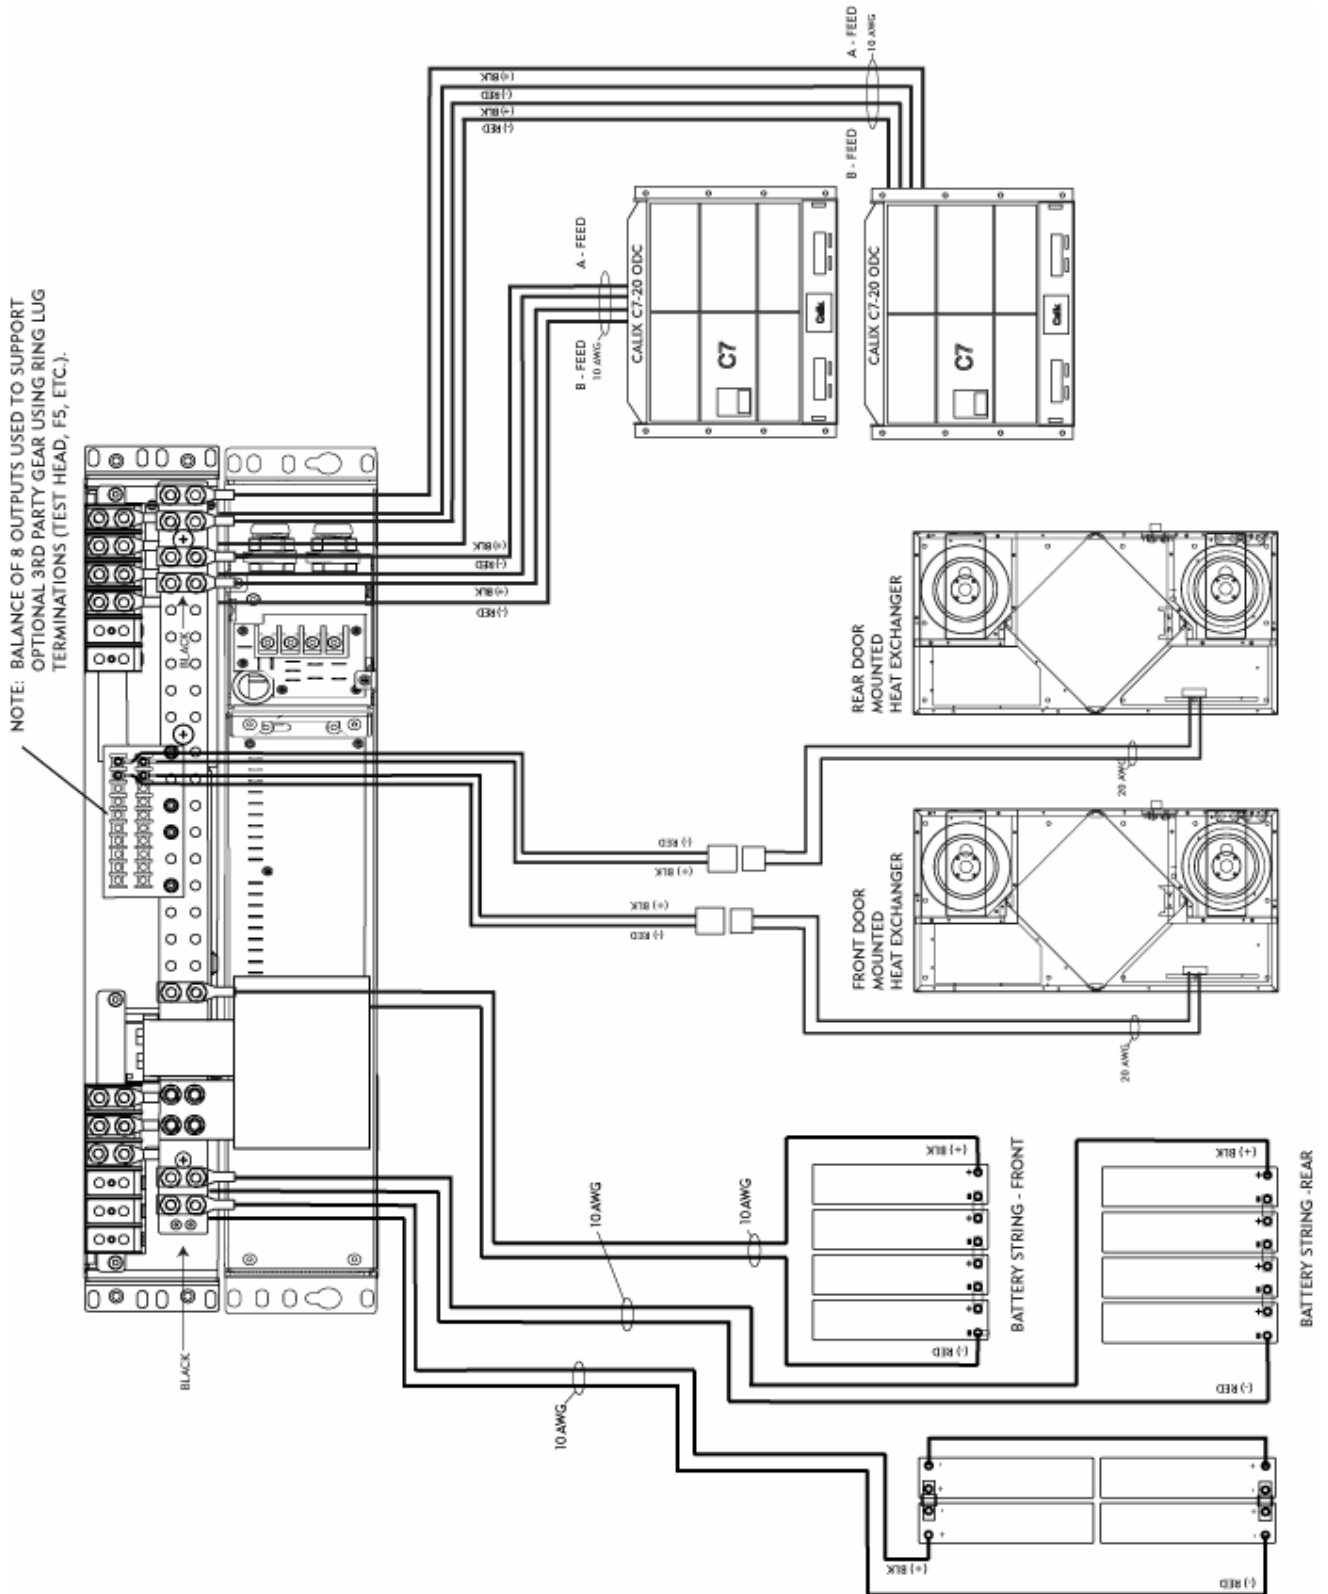 NOTE: BALANCE OF 8 OUTPUTS USED TO SUPPORT
OPTIONAL 3RD PARTY GEAR USING RING LUG
TERMINATIONS (TEST HEAD, F5, ETC.).
A - FEED
10 AWG
B - FEED
(+) BLK
(-) RED
(+) BLK
(-) RED
A - FEED
B - FEED
10 AWG
CALIX C7-20 ODC
C7
Calix
CALIX C7-20 ODC
C7
Calix
(+) BLK
(-) RED
(+) BLK
(-) RED
BLACK
REAR DOOR
MOUNTED
HEAT EXCHANGER
20 AWG
(-) RED
(+) BLK
FRONT DOOR
MOUNTED
HEAT EXCHANGER
20 AWG
(+) BLK
(-) RED
(+) BLK
BATTERY STRING - FRONT
(-) RED
10AWG
(+) BLK
BATTERY STRING -REAR
(-) RED
10AWG
BLACK
10AWG
(+) BLK
(-) RED